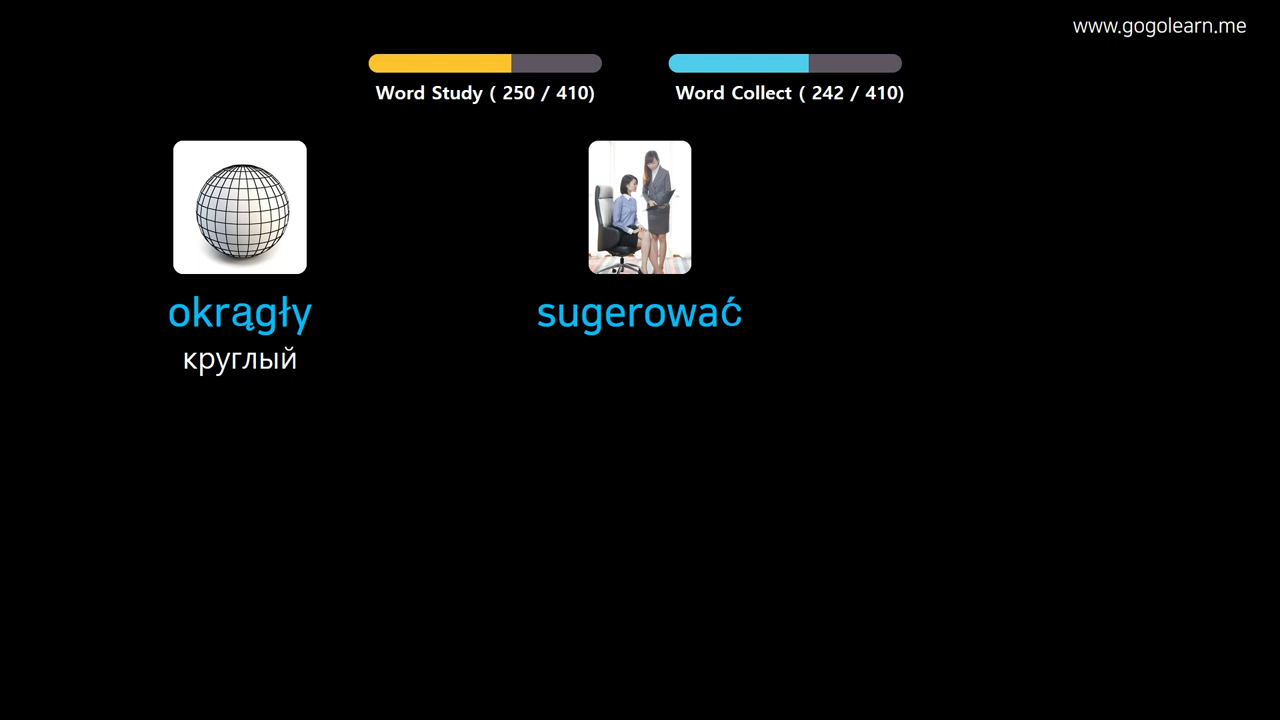 www.gogolearn.me
Word Study ( 250 / 410)
Word Collect ( 242 / 410)
okrągły
sugerować
круглый